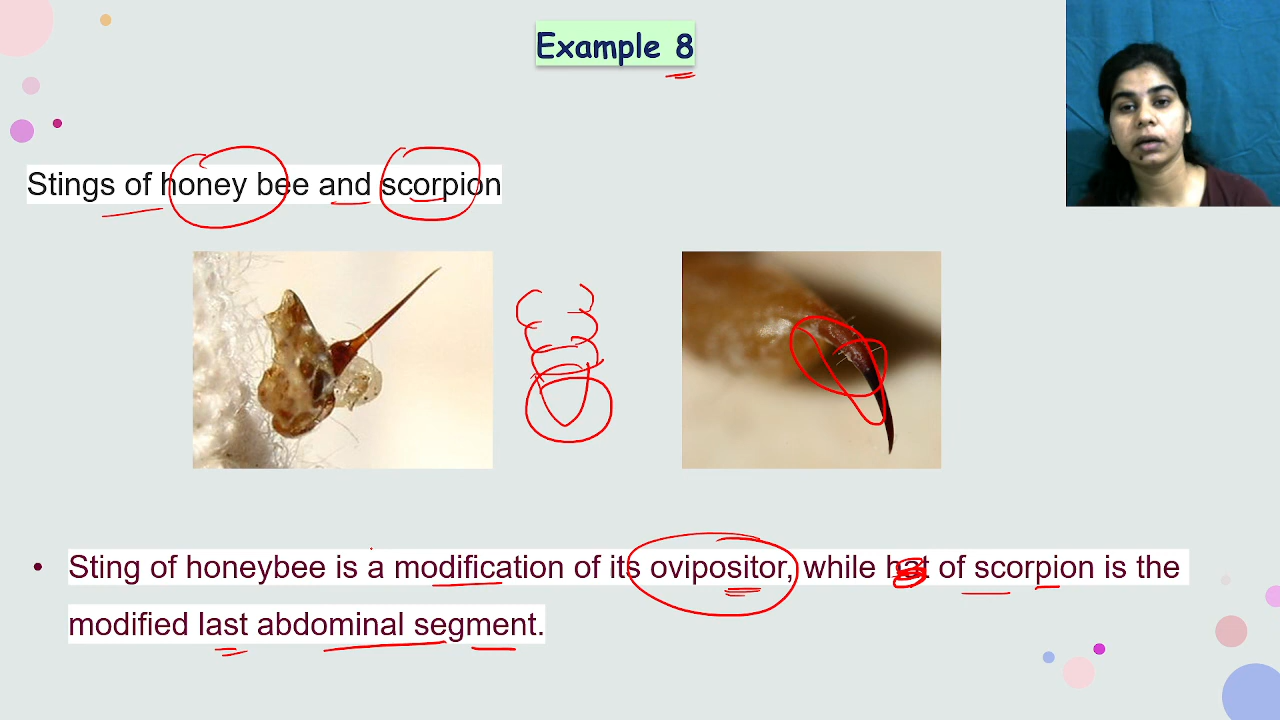 Example 8
Stings of honey bee and scorpion
• Sting of honeybee is a modification of its ovipositor, while hat of scorpion is the
modified last abdominal segment.